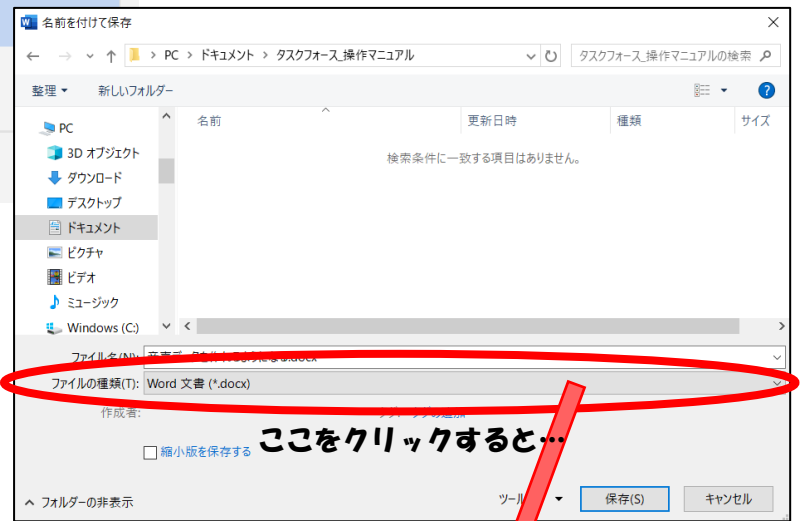 名前を付けて保存
PC > ドキュメント > タスクフォース_操作マニュアル
タスクフォース_操作マニュアルの検索
整理 新しいフォルダー
名前 更新日時 種類 サイズ
検索条件に一致する項目はありません。
PC
3D オブジェクト
ダウンロード
デスクトップ
ドキュメント
ピクチャ
ビデオ
ミュージック
Windows (C:)
ファイル名(N):
ファイルの種類(T): Word 文書 (*.docx)
作成者:
縮小版を保存する
ここをクリックすると…
フォルダーの非表示
保存(S) キャンセル